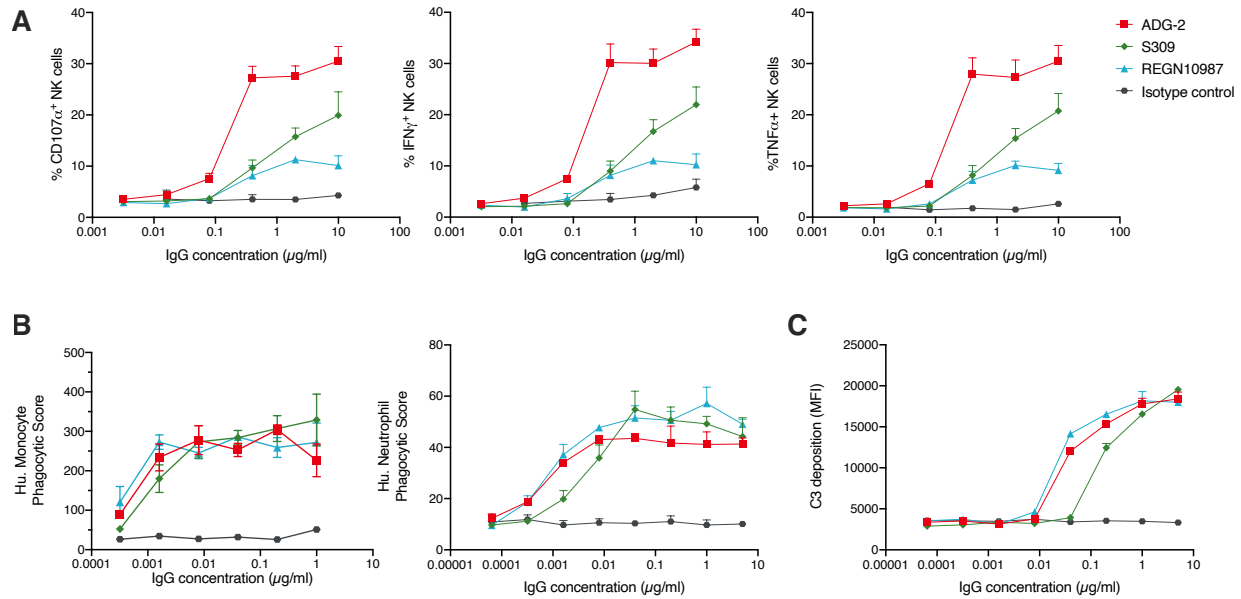 A
% CD107α+ NK cells
40
30
20
10
0
0.001 0.01 0.1 1 10 100
IgG concentration (µg/ml)
% IFNγ+ NK cells
40
30
20
10
0
0.001 0.01 0.1 1 10 100
IgG concentration (µg/ml)
%TNFα+ NK cells
40
30
20
10
0
0.001 0.01 0.1 1 10 100
IgG concentration (µg/ml)
ADG-2
S309
REGN10987
Isotype control
B
Hu. Monocyte
Phagocytic Score
500
400
300
250
200
150
100
50
0
0.0001 0.001 0.01 0.1 1 10
IgG concentration (µg/ml)
Hu. Neutrophil
Phagocytic Score
80
60
40
20
0
0.00001 0.0001 0.001 0.01 0.1 1 10
IgG concentration (µg/ml)
C
C3 deposition (MFI)
25000
20000
15000
10000
5000
0
0.00001 0.0001 0.001 0.01 0.1 1 10
IgG concentration (µg/ml)